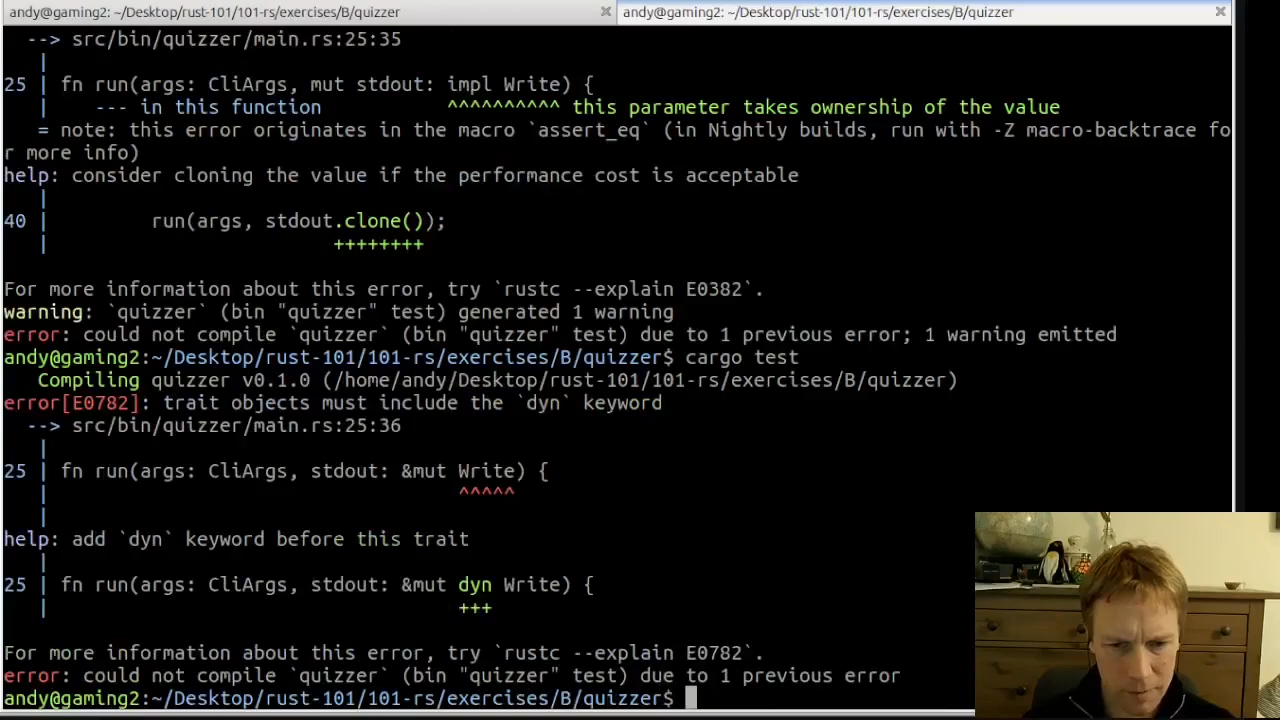 andy@gaming2: ~/Desktop/rust-101/101-rs/exercises/B/quizzer × andy@gaming2: ~/Desktop/rust-101/101-rs/exercises/B/quizzer ×
--> src/bin/quizzer/main.rs:25:35
|
25 | fn run(args: CliArgs, mut stdout: impl Write) {
| --- in this function ^^^^^^^^^^ this parameter takes ownership of the value
= note: this error originates in the macro `assert_eq` (in Nightly builds, run with -Z macro-backtrace fo
r more info)
help: consider cloning the value if the performance cost is acceptable
|
40 | run(args, stdout.clone());
| ++++++++
For more information about this error, try `rustc --explain E0382`.
warning: `quizzer` (bin "quizzer" test) generated 1 warning
error: could not compile `quizzer` (bin "quizzer" test) due to 1 previous error; 1 warning emitted
andy@gaming2:~/Desktop/rust-101/101-rs/exercises/B/quizzer$ cargo test
Compiling quizzer v0.1.0 (/home/andy/Desktop/rust-101/101-rs/exercises/B/quizzer)
error[E0782]: trait objects must include the `dyn` keyword
--> src/bin/quizzer/main.rs:25:36
|
25 | fn run(args: CliArgs, stdout: &mut Write) {
| ^^^^^
|
help: add `dyn` keyword before this trait
|
25 | fn run(args: CliArgs, stdout: &mut dyn Write) {
| +++
For more information about this error, try `rustc --explain E0782`.
error: could not compile `quizzer` (bin "quizzer" test) due to 1 previous error
andy@gaming2:~/Desktop/rust-101/101-rs/exercises/B/quizzer$